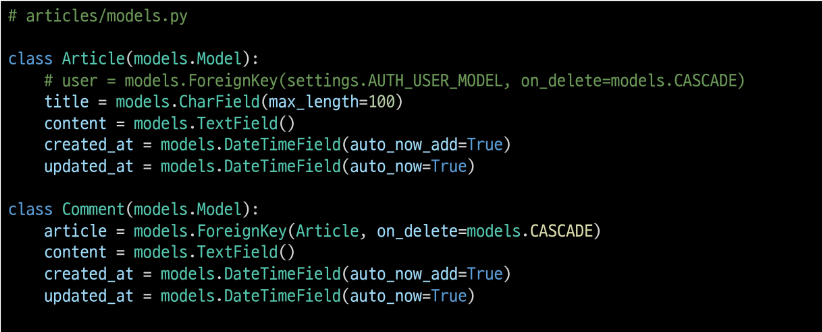 # articles/models.py

class Article(models.Model):
    # user = models.ForeignKey(settings.AUTH_USER_MODEL, on_delete=models.CASCADE)
    title = models.CharField(max_length=100)
    content = models.TextField()
    created_at = models.DateTimeField(auto_now_add=True)
    updated_at = models.DateTimeField(auto_now=True)

class Comment(models.Model):
    article = models.ForeignKey(Article, on_delete=models.CASCADE)
    content = models.TextField()
    created_at = models.DateTimeField(auto_now_add=True)
    updated_at = models.DateTimeField(auto_now=True)